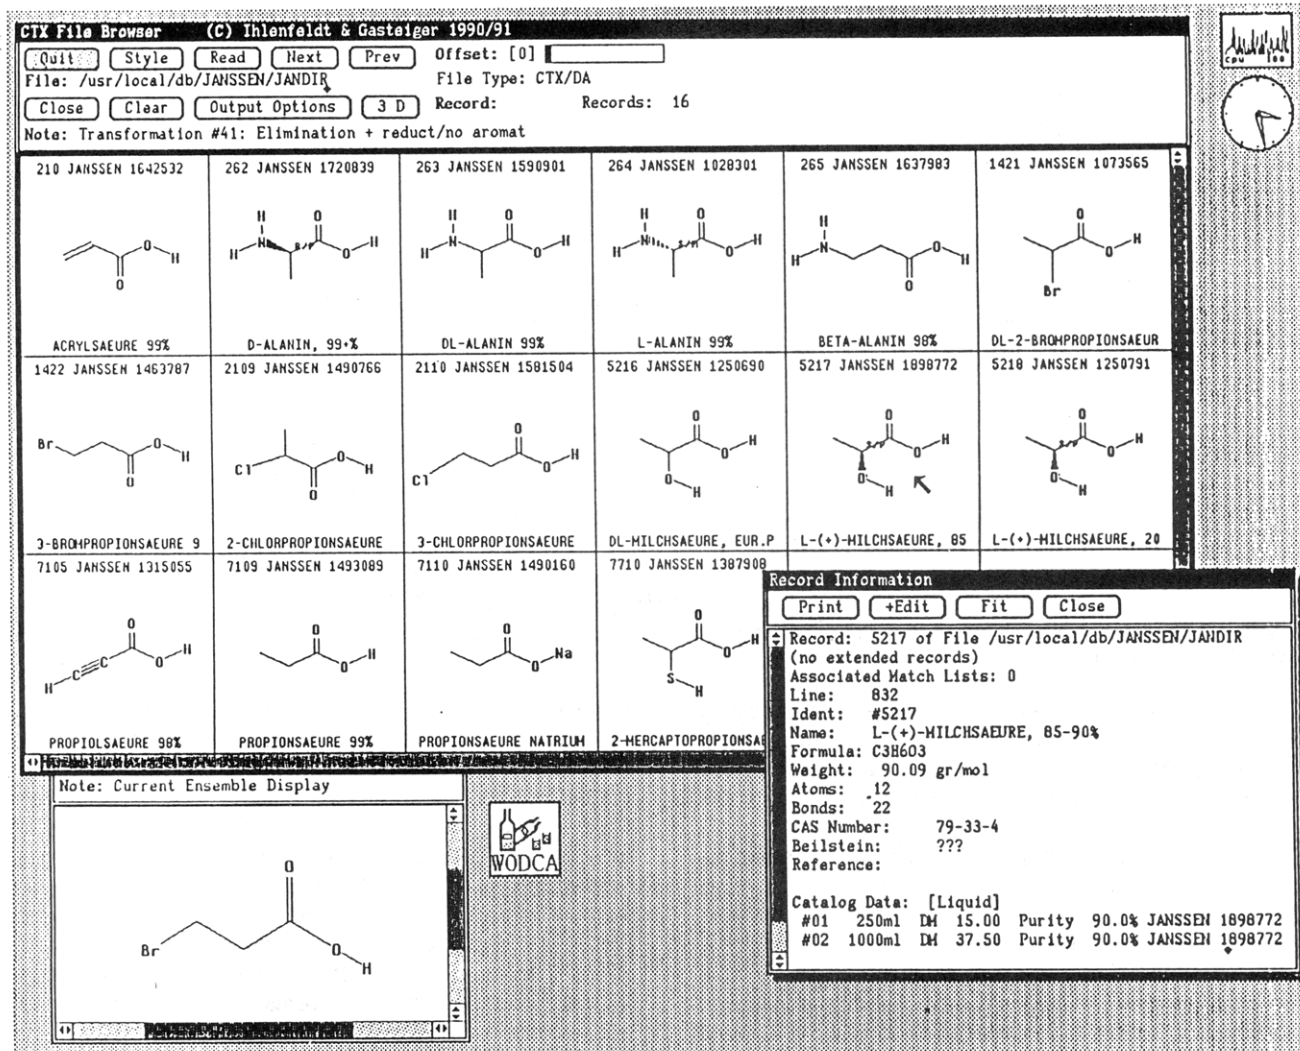 CTX File Browser (C) Ihlenfeldt & Gasteiger 1990/91
Quit Style Read Next Prev Offset: [0]
File: /usr/local/db/JANSSEN/JANDIR File Type: CTX/DA
Close Clear Output Options 3 D Record: Records: 16
Note: Transformation #41: Elimination + reduct/no aromat
cpu 100
210 JANSSEN 1642532
262 JANSSEN 1720839
263 JANSSEN 1590901
264 JANSSEN 1028301
265 JANSSEN 1637983
1421 JANSSEN 1073565
O H O
H H N S r O O H
H H N O O H
H H N S r O O H
H H N O H O
O O H Br
ACRYLSAEURE 99%
D-ALANIN, 99+%
DL-ALANIN 99%
L-ALANIN 99%
BETA-ALANIN 98%
DL-2-BROMPROPIONSAEUR
1422 JANSSEN 1463787
2109 JANSSEN 1490766
2110 JANSSEN 1581504
5216 JANSSEN 1250690
5217 JANSSEN 1898772
5218 JANSSEN 1250791
Br O H O
Cl O H O
Cl O O H
O O H O H
O O H O H
O O H O H
3-BROMPROPIONSAEURE 9
2-CHLORPROPIONSAEURE
3-CHLORPROPIONSAEURE
DL-MILCHSAEURE, EUR.P
L-(+)-MILCHSAEURE, 85
L-(+)-MILCHSAEURE, 20
7105 JANSSEN 1315055
7109 JANSSEN 1493089
7110 JANSSEN 1490160
7710 JANSSEN 1387908
H C C O O H
O O H
O O Na
O O H S H
PROPIOLSAEURE 98%
PROPIONSAEURE 99%
PROPIONSAEURE NATRIUM
2-MERCAPTOPROPIONSA
Note: Current Ensemble Display
Br O O H
WODCA
Record Information
Print +Edit Fit Close
Record: 5217 of File /usr/local/db/JANSSEN/JANDIR
(no extended records)
Associated Match Lists: 0
Line: 832
Ident: #5217
Name: L-(+)-MILCHSAEURE, 85-90%
Formula: C3H6O3
Weight: 90.09 gr/mol
Atoms: 12
Bonds: 22
CAS Number: 79-33-4
Beilstein: ???
Reference:
Catalog Data: [Liquid]
#01 250ml DM 15.00 Purity 90.0% JANSSEN 1898772
#02 1000ml DM 37.50 Purity 90.0% JANSSEN 1898772